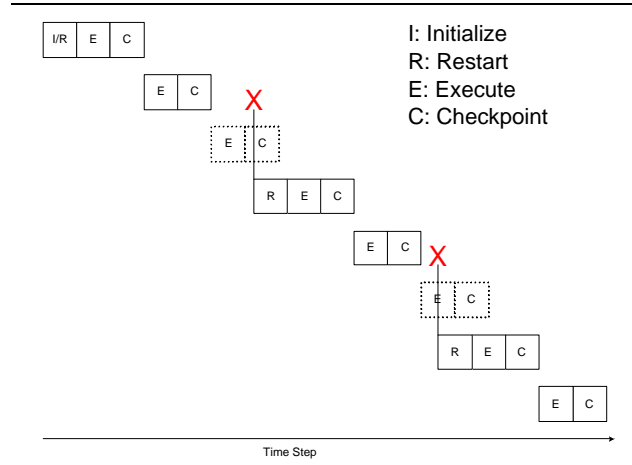 I/R E C
I: Initialize
R: Restart
E: Execute
C: Checkpoint
E C
X
E C
R E C
E C
X
E C
R E C
E C
Time Step